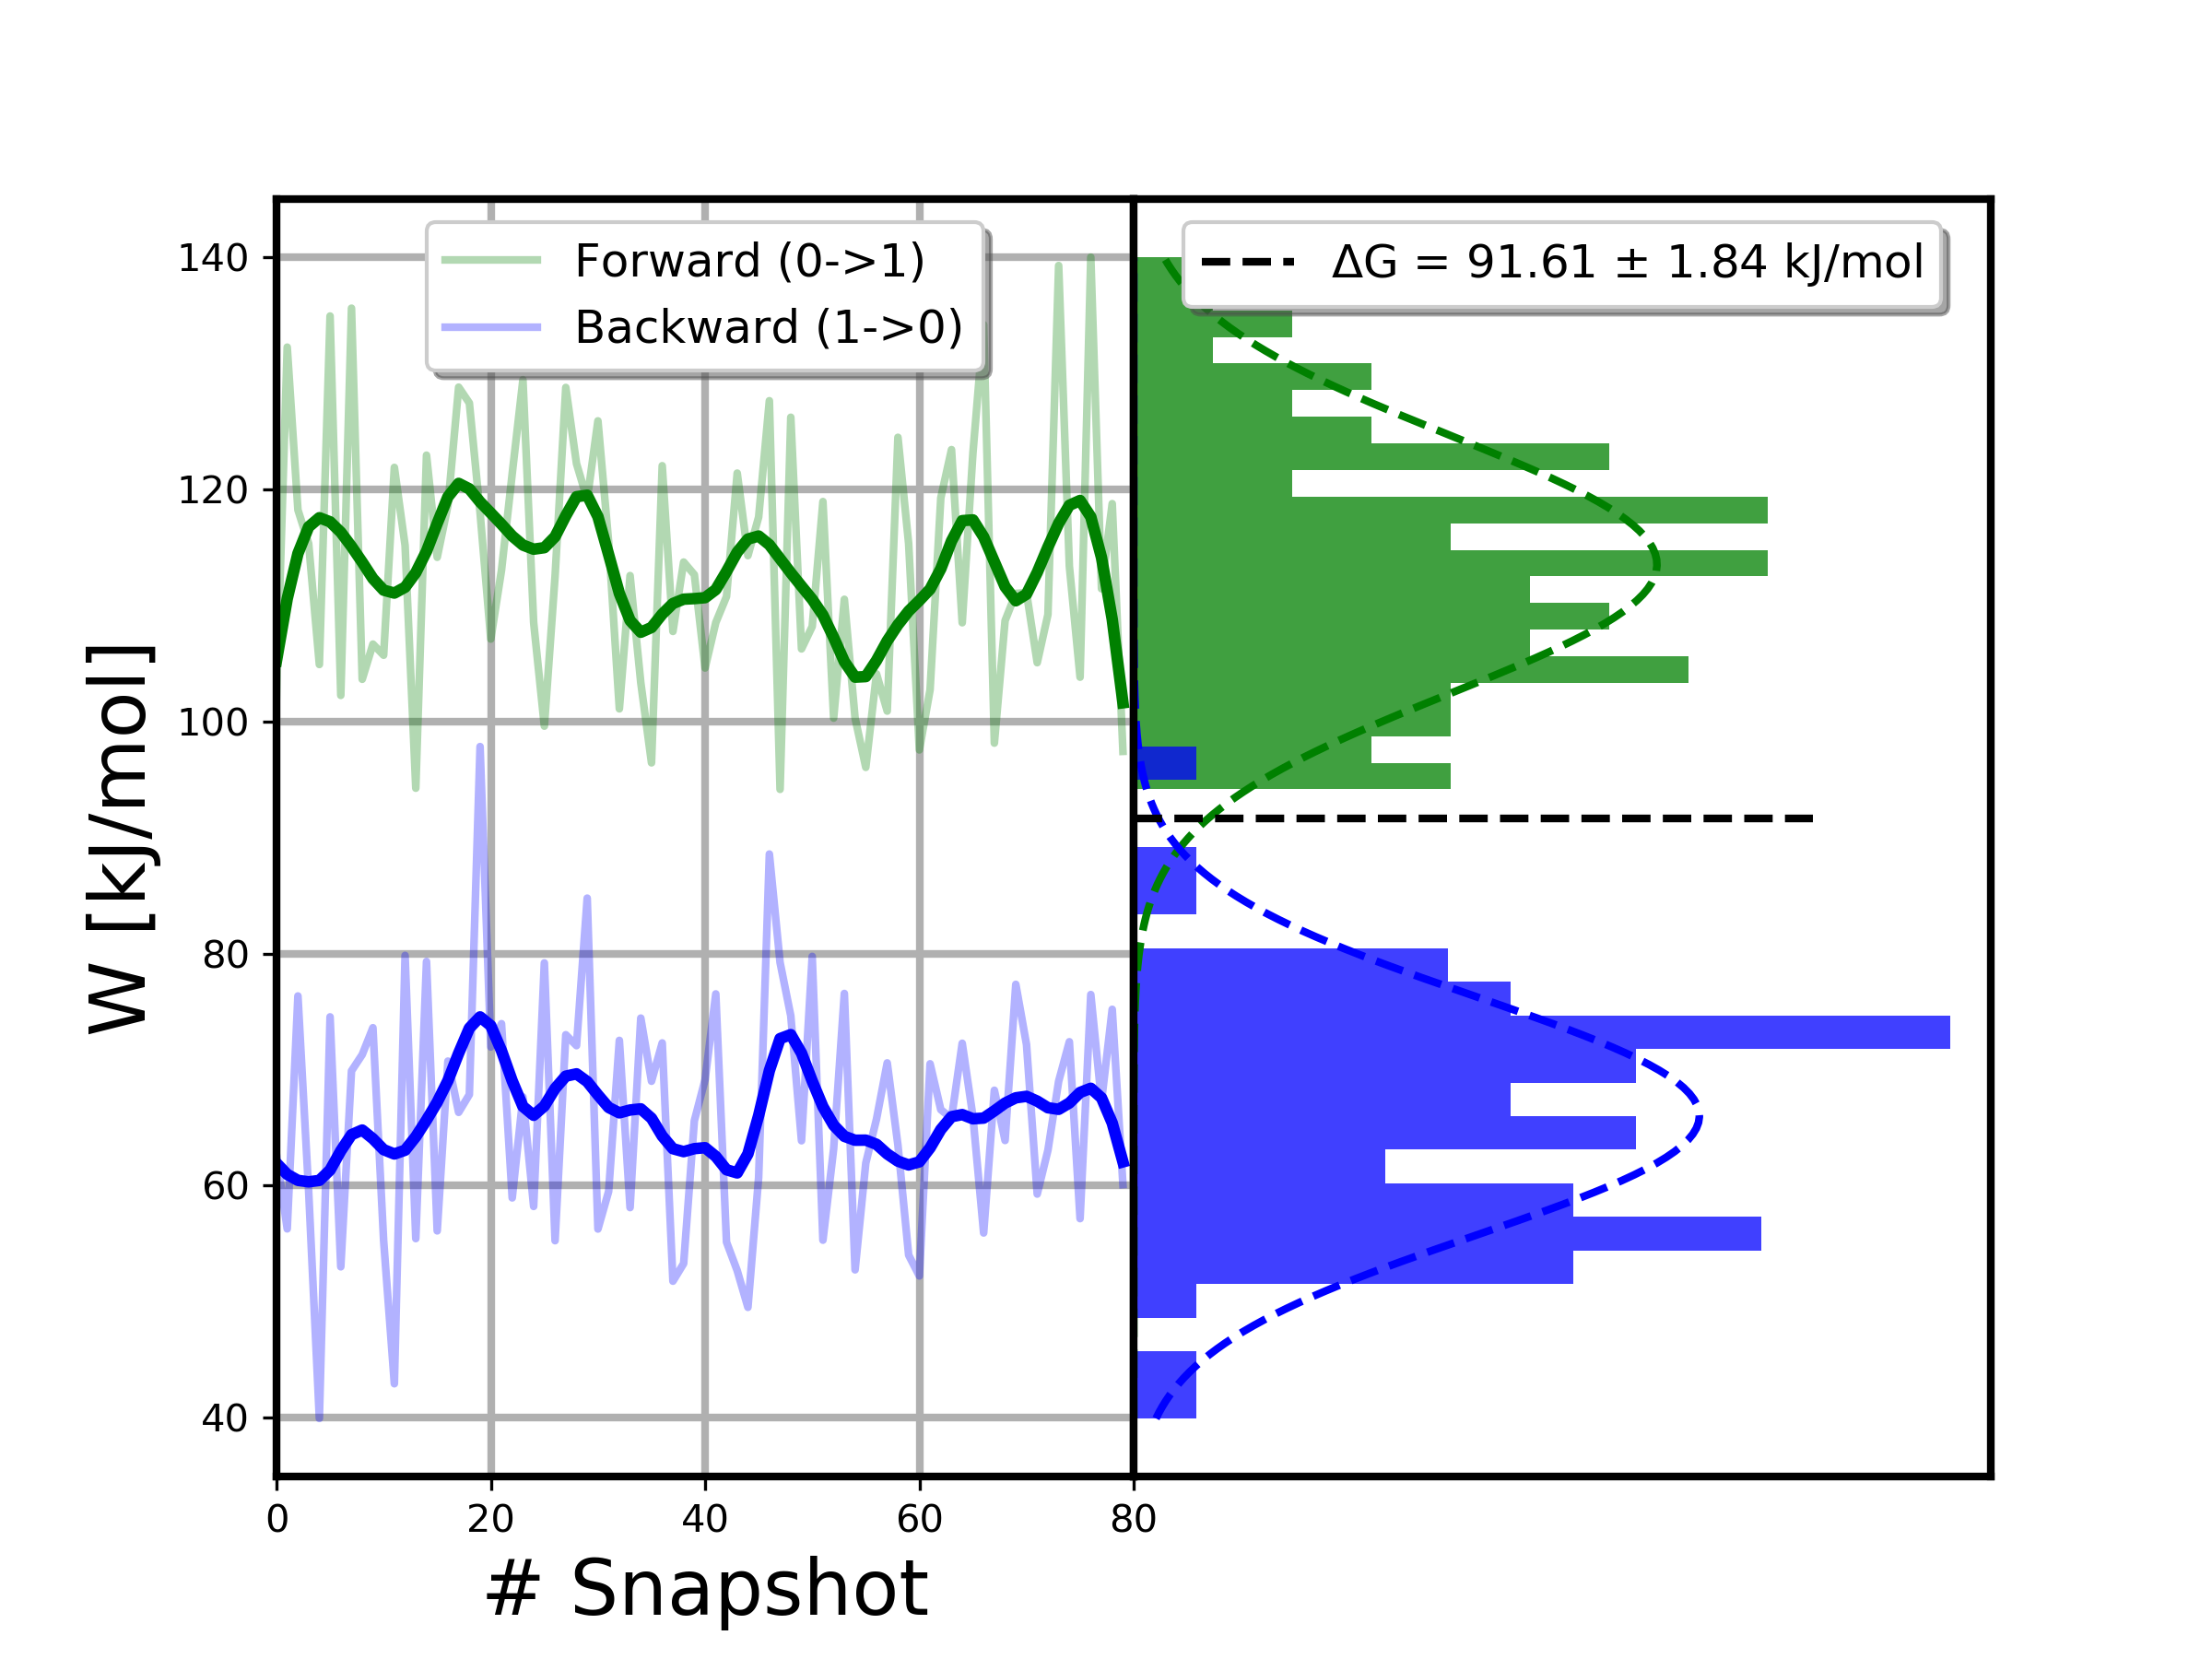 Forward (0->1)
Backward (1->0)
ΔG = 91.61 ± 1.84 kJ/mol
W [kJ/mol]
140
120
100
80
60
40
0 20 40 60 80
# Snapshot